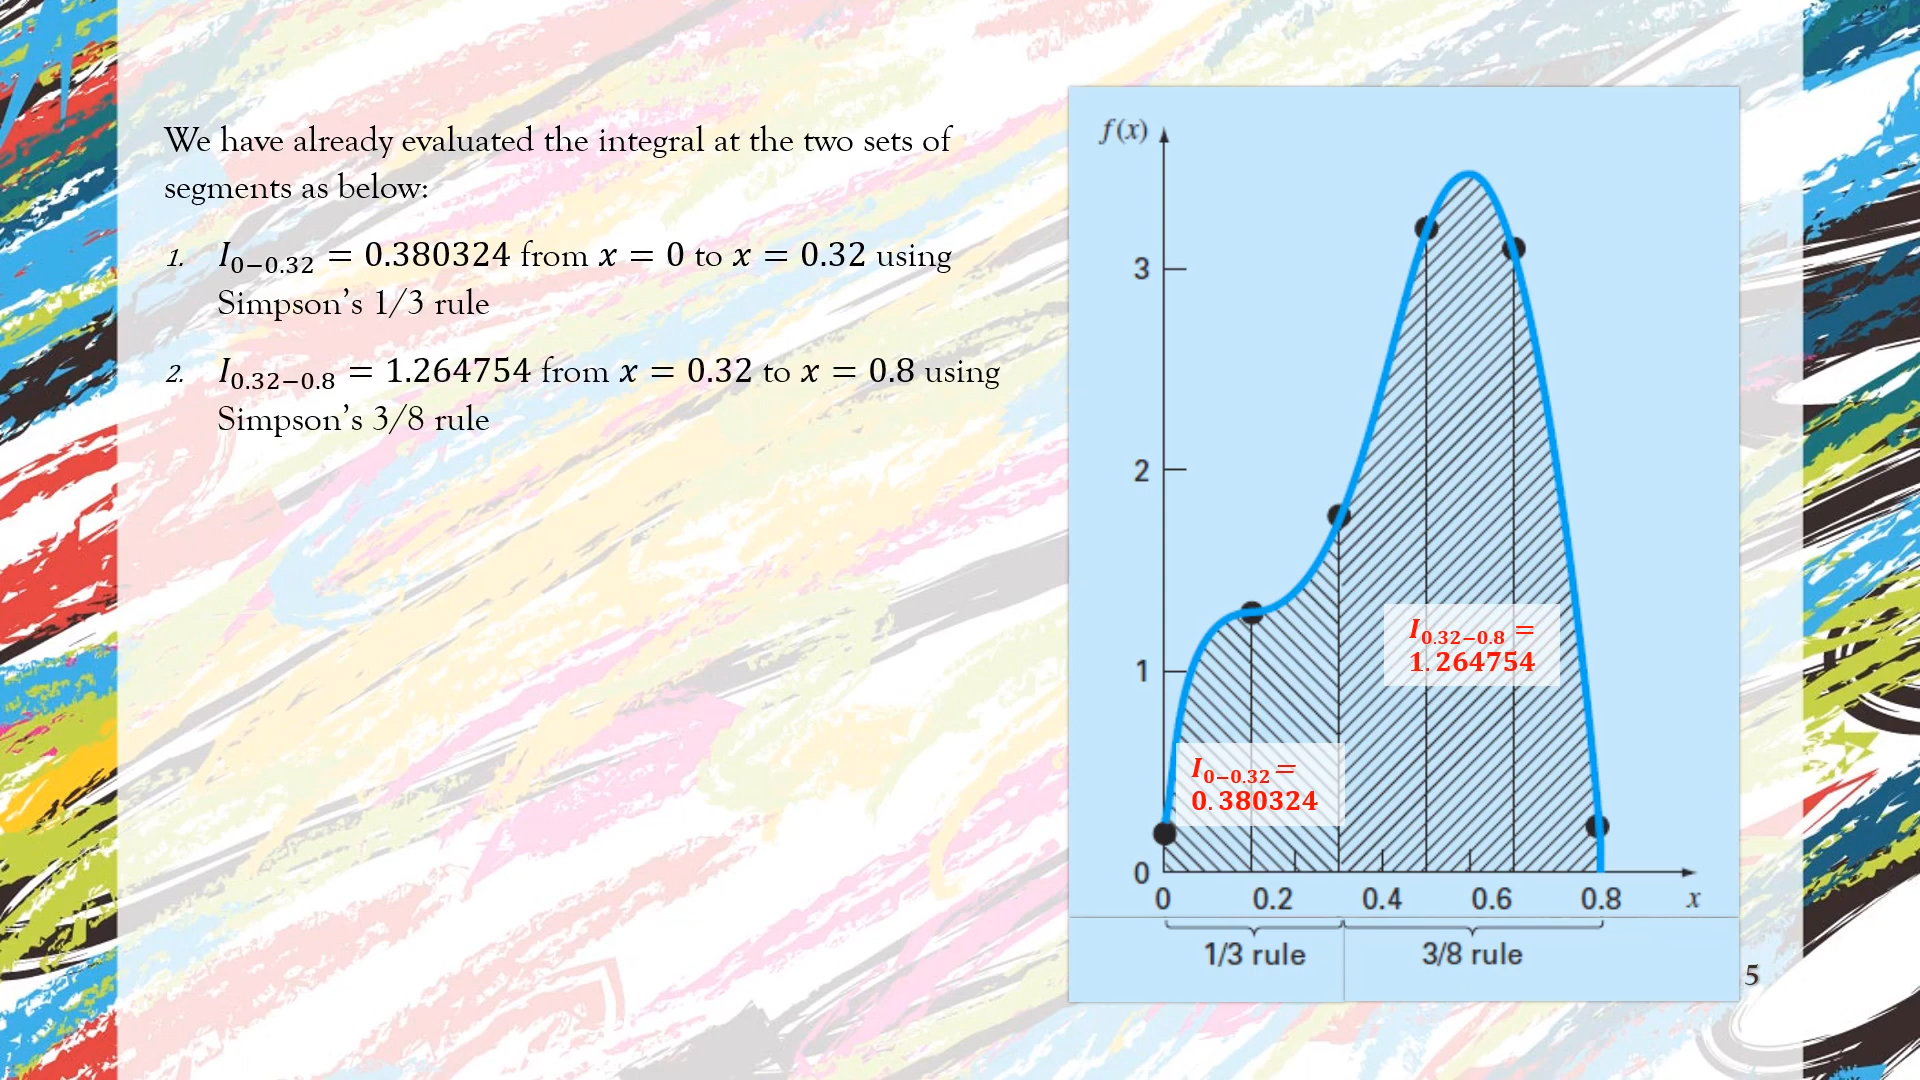 We have already evaluated the integral at the two sets of
segments as below:
1. I₀₋₀.₃₂ = 0.380324 from x = 0 to x = 0.32 using
Simpson’s 1/3 rule
2. I₀.₃₂₋₀.₈ = 1.264754 from x = 0.32 to x = 0.8 using
Simpson’s 3/8 rule
f(x)
3
2
1
0
I₀.₃₂₋₀.₈ =
1.264754
I₀₋₀.₃₂ =
0.380324
0 0.2 0.4 0.6 0.8 x
1/3 rule 3/8 rule
5